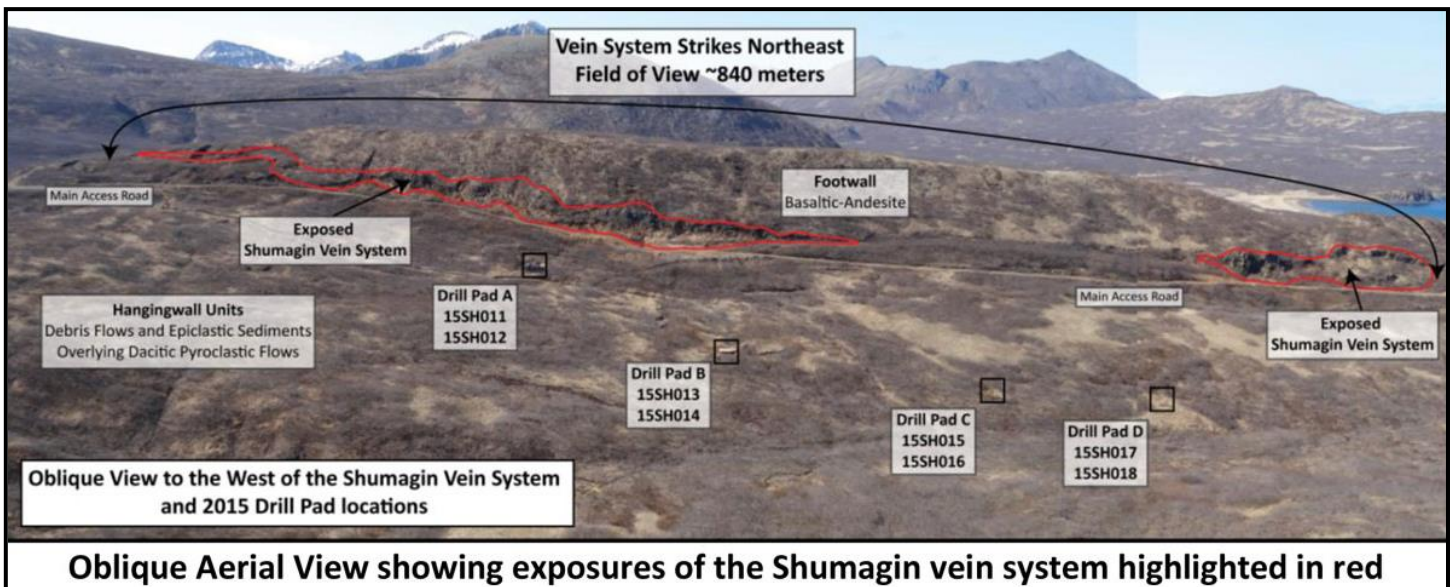 Vein System Strikes Northeast
Field of View ~840 meters
Main Access Road
Exposed
Shumagin Vein System
Footwall
Basaltic-Andesite
Hangingwall Units
Debris Flows and Epiclastic Sediments
Overlying Dacitic Pyroclastic Flows
Drill Pad A
15SH011
15SH012
Drill Pad B
15SH013
15SH014
Main Access Road
Exposed
Shumagin Vein System
Drill Pad C
15SH015
15SH016
Drill Pad D
15SH017
15SH018
Oblique View to the West of the Shumagin Vein System
and 2015 Drill Pad locations
Oblique Aerial View showing exposures of the Shumagin vein system highlighted in red